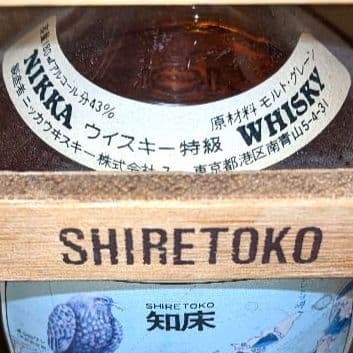 NIKKA WHISKY
アルコール分43%
原材料 モルト・グレーン
ウイスキー特級
ニッカウヰスキー株式会社
東京都港区南青山5-4-31
SHIRETOKO
SHIRETOKO
知床